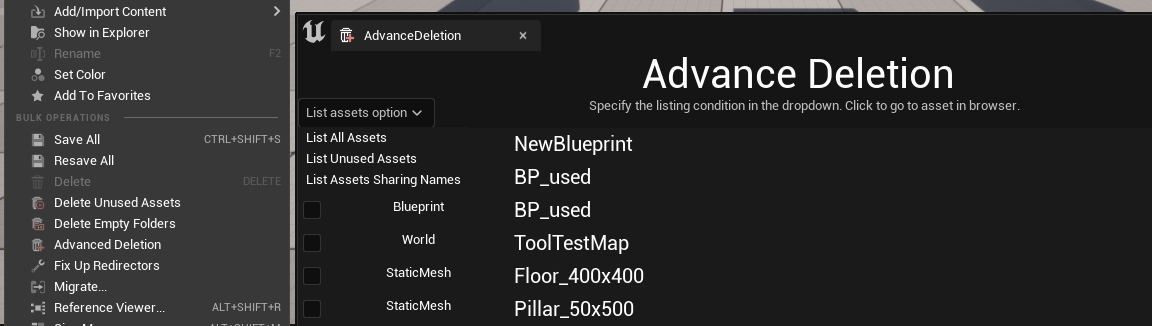 Add/Import Content
Show in Explorer
Rename F2
Set Color
Add To Favorites
BULK OPERATIONS
Save All CTRL+SHIFT+S
Resave All
Delete DELETE
Delete Unused Assets
Delete Empty Folders
Advanced Deletion
Fix Up Redirectors
Migrate...
Reference Viewer... ALT+SHIFT+R
AdvanceDeletion
Advance Deletion
Specify the listing condition in the dropdown. Click to go to asset in browser.
List assets option
List All Assets
List Unused Assets
List Assets Sharing Names
NewBlueprint
BP_used
Blueprint BP_used
World ToolTestMap
StaticMesh Floor_400x400
StaticMesh Pillar_50x500